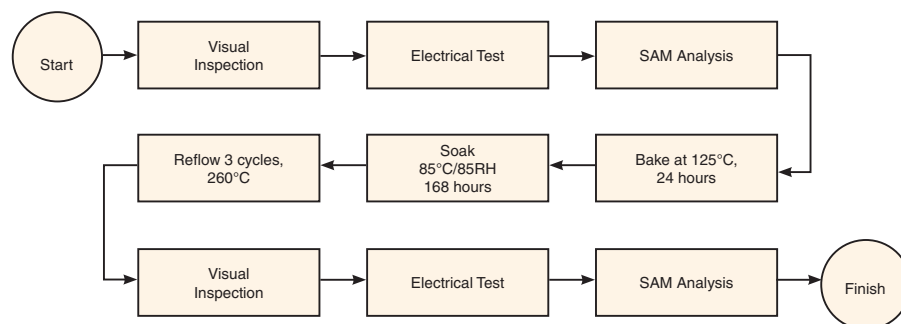 Start
Visual
Inspection
Electrical Test
SAM Analysis
Bake at 125°C,
24 hours
Soak
85°C/85RH
168 hours
Reflow 3 cycles,
260°C
Visual
Inspection
Electrical Test
SAM Analysis
Finish